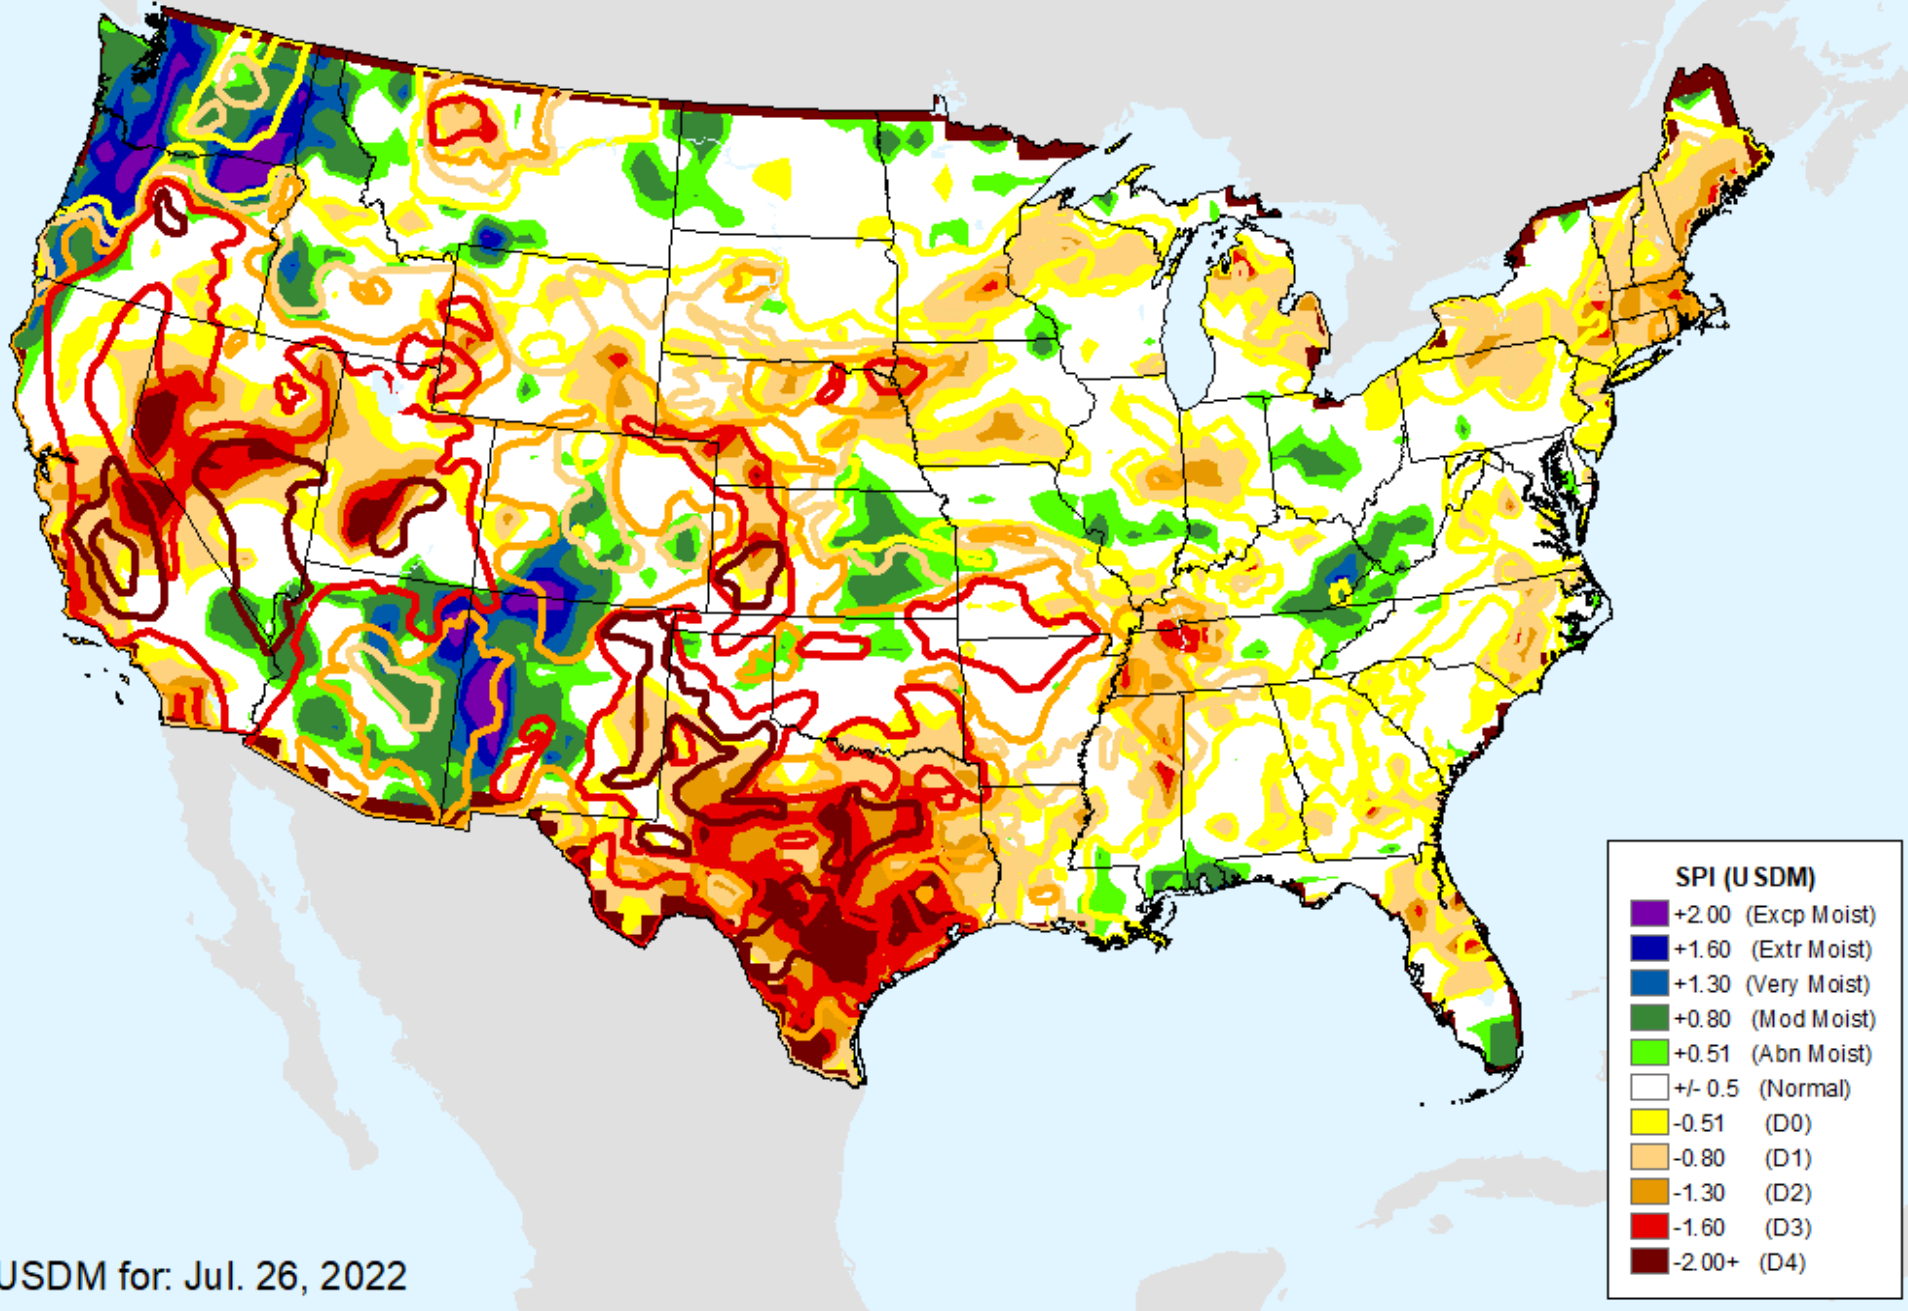 SPI (USDM)
+2.00 (Excp Moist)
+1.60 (Extr Moist)
+1.30 (Very Moist)
+0.80 (Mod Moist)
+0.51 (Abn Moist)
+/- 0.5 (Normal)
-0.51 (D0)
-0.80 (D1)
-1.30 (D2)
-1.60 (D3)
-2.00+ (D4)
USDM for: Jul. 26, 2022